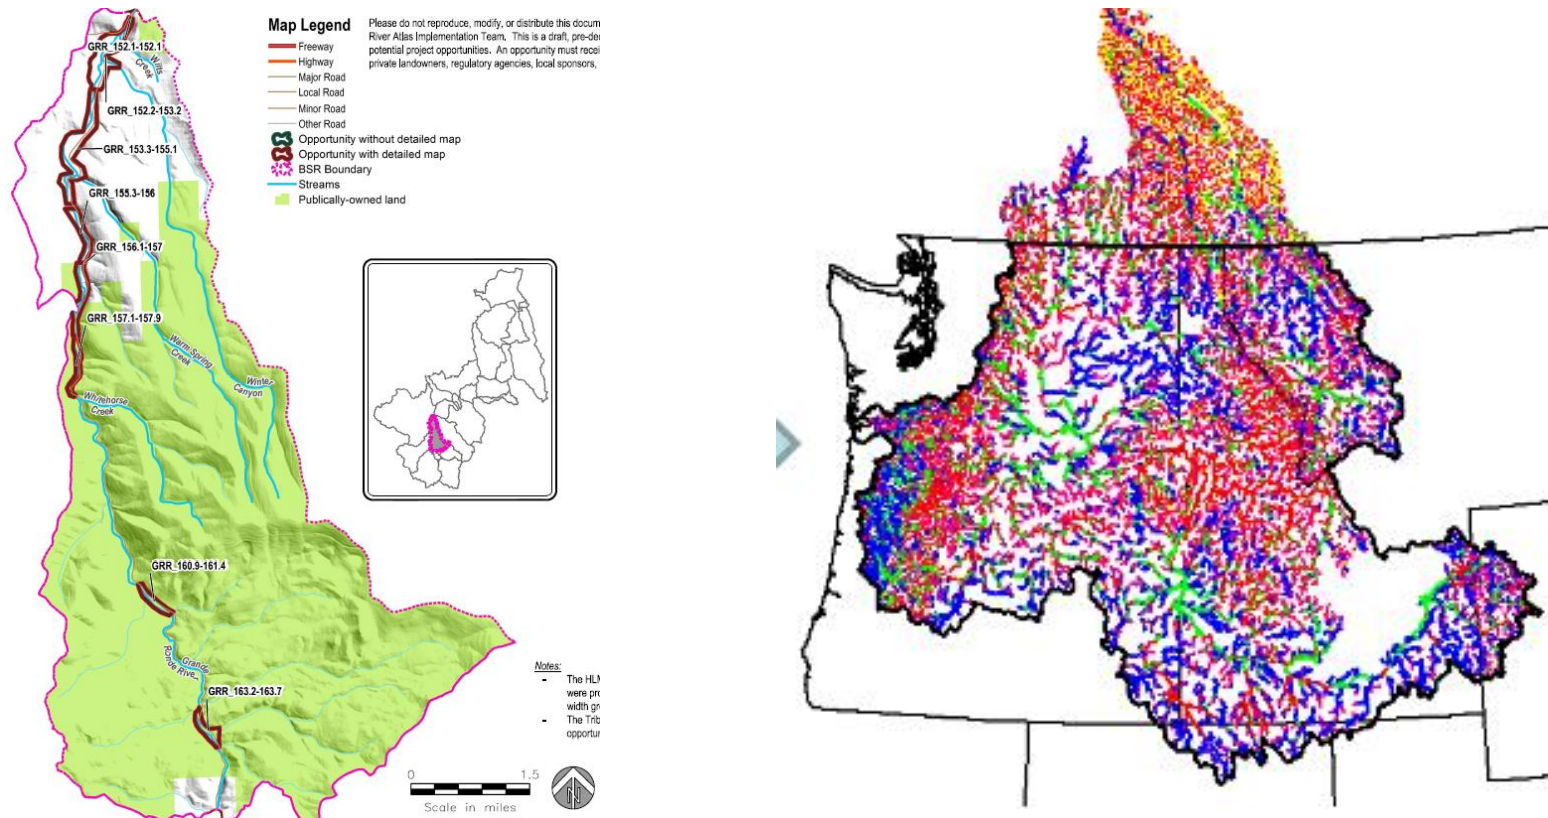 Map Legend
Please do not reproduce, modify, or distribute this docum
River Atlas Implementation Team. This is a draft, pre-dec
potential project opportunities. An opportunity must recei
private landowners, regulatory agencies, local sponsors,
Freeway
Highway
Major Road
Local Road
Minor Road
Other Road
Opportunity without detailed map
Opportunity with detailed map
BSR Boundary
Streams
Publically-owned land
GRR_152.1-152.1
Wilts
Creek
GRR_152.2-153.2
GRR_153.3-155.1
GRR_155.3-156
GRR_156.1-157
GRR_157.1-157.9
Warm Spring
Creek
Winter
Canyon
Whitehorse
Creek
GRR_160.9-161.4
Grande
Ronde River
GRR_163.2-163.7
Notes:
- The HLM
were pro
width gr
- The Trib
opportun
0 1.5
Scale in miles
N